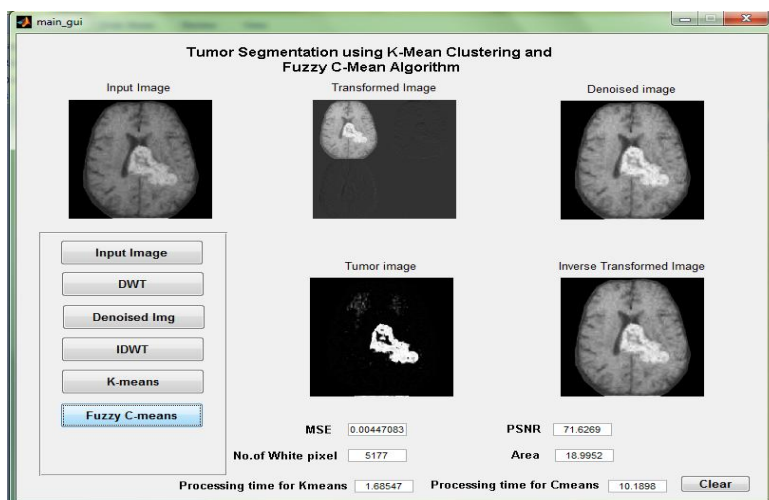 main_gui
Tumor Segmentation using K-Mean Clustering and
Fuzzy C-Mean Algorithm
Input Image
Transformed Image
Denoised image
Input Image
DWT
Denoised Img
IDWT
K-means
Fuzzy C-means
Tumor image
Inverse Transformed Image
MSE 0.00447083
PSNR 71.6269
No.of White pixel 5177
Area 18.9952
Processing time for Kmeans 1.68547
Processing time for Cmeans 10.1898
Clear